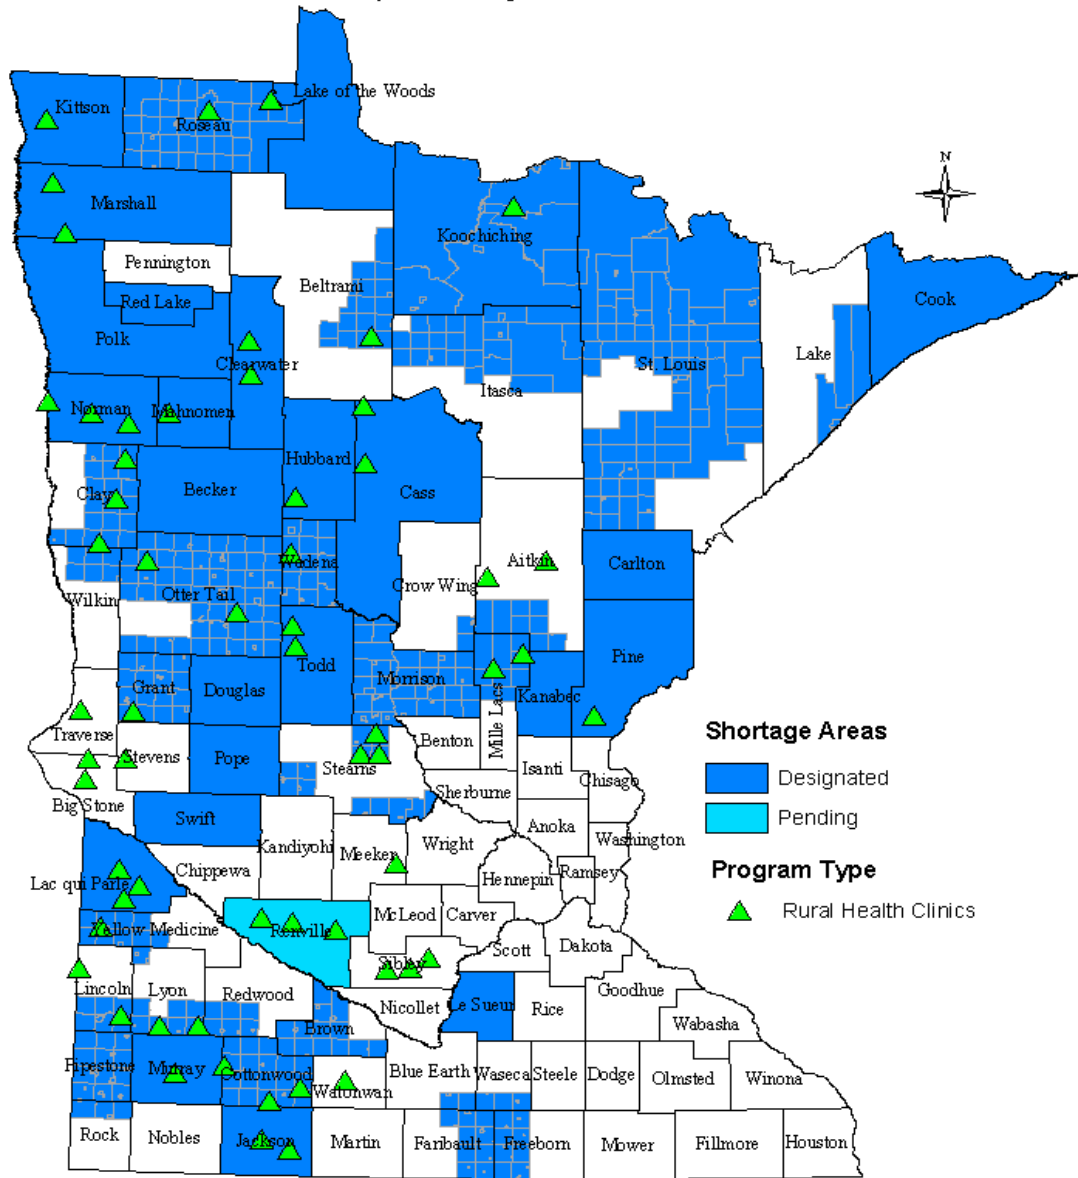 Lake of the Woods
Kittson
Roseau
N
Marshall
Koochiching
Pennington
Beltrami
Red Lake
Cook
Polk
Lake
Clearwater
St. Louis
Itasca
Norman
Mahnomen
Hubbard
Becker
Cass
Clay
Aitkin
Wadena
Carlton
Crow Wing
Otter Tail
Wilkin
Pine
Todd
Morrison
Grant
Douglas
Kanabec
Mille Lacs
Shortage Areas
Traverse
Benton
Stevens
Pope
Stearns
Isanti
Chisago
Designated
Sherburne
Big Stone
Swift
Pending
Anoka
Kandiyohi
Wright
Washington
Meeker
Chippewa
Program Type
Ramsey
Hennepin
Lac qui Parle
Rural Health Clinics
McLeod
Carver
Yellow Medicine
Renville
Dakota
Scott
Sibley
Lincoln
Lyon
Redwood
Goodhue
Nicollet
Le Sueur
Rice
Wabasha
Brown
Pipestone
Murray
Cottonwood
Blue Earth
Waseca
Steele
Dodge
Olmsted
Winona
Watonwan
Rock
Nobles
Jackson
Martin
Faribault
Freeborn
Mower
Fillmore
Houston